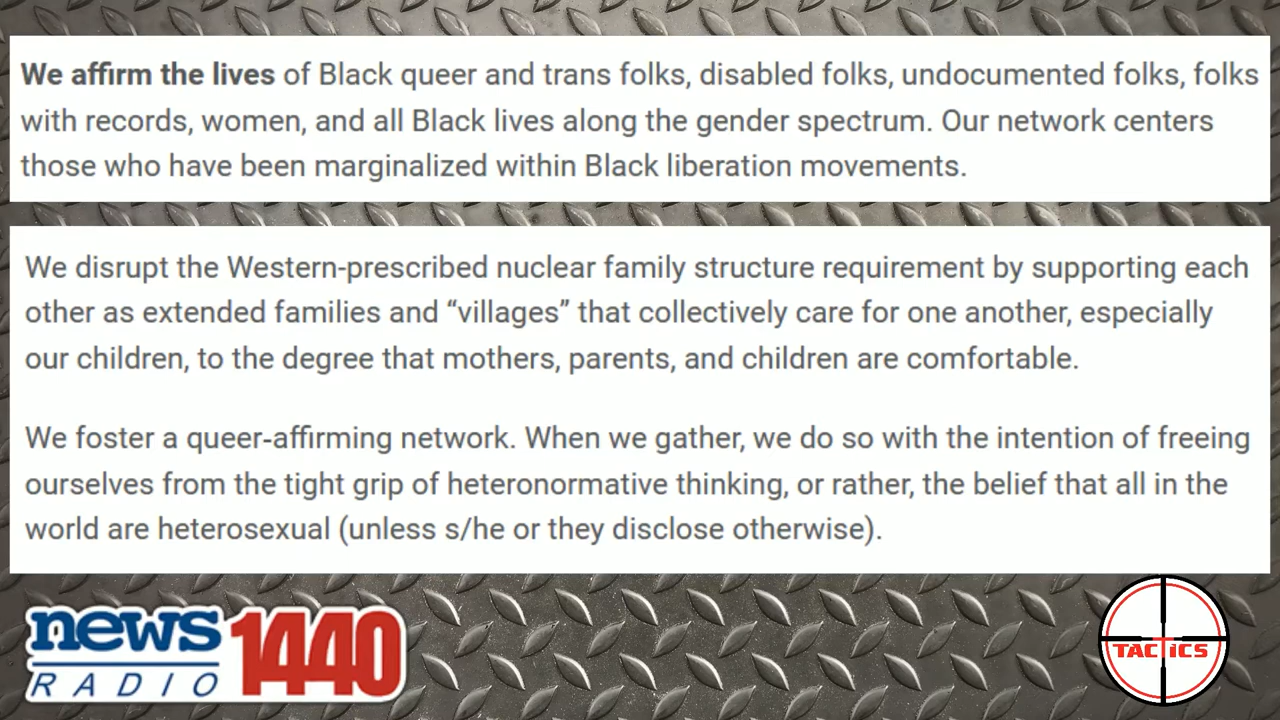 We affirm the lives of Black queer and trans folks, disabled folks, undocumented folks, folks
with records, women, and all Black lives along the gender spectrum. Our network centers
those who have been marginalized within Black liberation movements.
We disrupt the Western-prescribed nuclear family structure requirement by supporting each
other as extended families and “villages” that collectively care for one another, especially
our children, to the degree that mothers, parents, and children are comfortable.
We foster a queer-affirming network. When we gather, we do so with the intention of freeing
ourselves from the tight grip of heteronormative thinking, or rather, the belief that all in the
world are heterosexual (unless s/he or they disclose otherwise).
news
RADIO
1440
TACTiCS